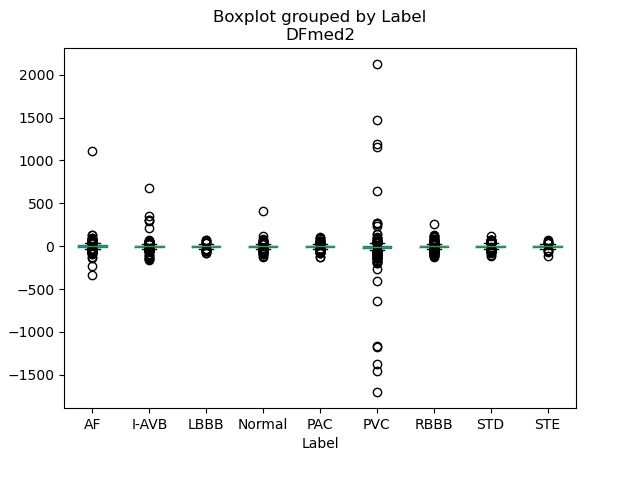 Boxplot grouped by Label
DFmed2
2000
1500
1000
500
0
−500
−1000
−1500
AF I-AVB LBBB Normal PAC PVC RBBB STD STE
Label